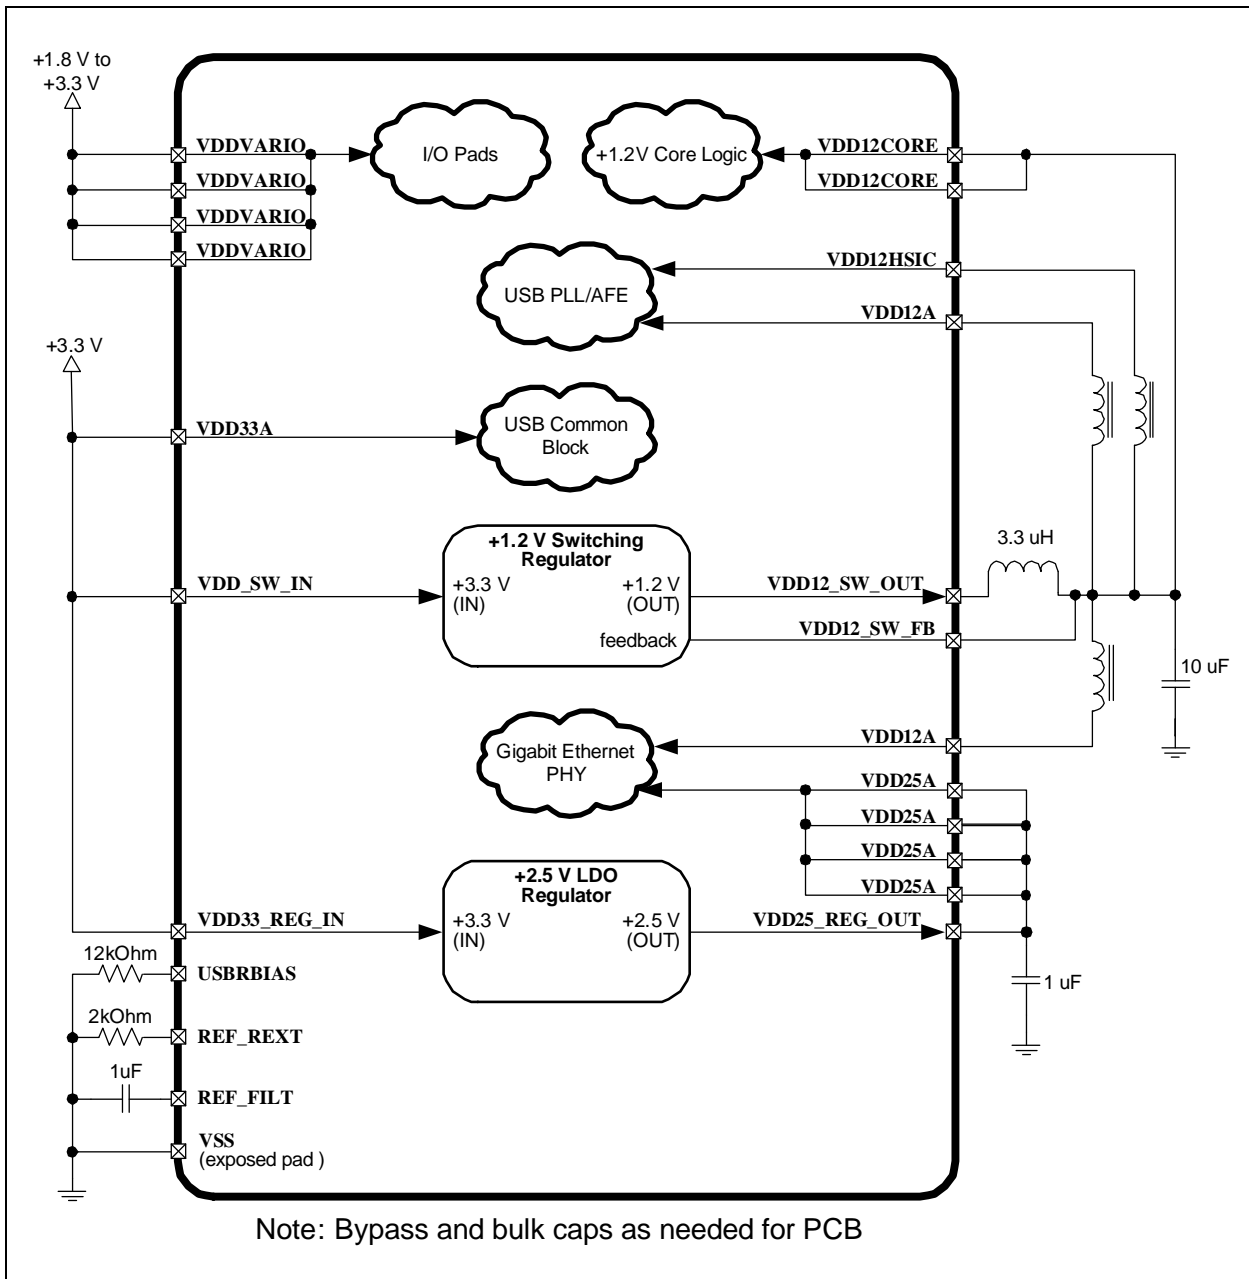 +1.8 V to
+3.3 V
VDDVARIO
VDDVARIO
VDDVARIO
VDDVARIO
I/O Pads
+1.2V Core Logic
VDD12CORE
VDD12CORE
USB PLL/AFE
VDD12HSIC
VDD12A
+3.3 V
VDD33A
USB Common
Block
+1.2 V Switching
Regulator
VDD_SW_IN
+3.3 V
(IN)
+1.2 V
(OUT)
feedback
VDD12_SW_OUT
VDD12_SW_FB
3.3 uH
10 uF
Gigabit Ethernet
PHY
VDD12A
VDD25A
VDD25A
VDD25A
VDD25A
+2.5 V LDO
Regulator
VDD33_REG_IN
+3.3 V
(IN)
+2.5 V
(OUT)
VDD25_REG_OUT
1 uF
12kOhm
USBRBIAS
2kOhm
REF_REXT
1uF
REF_FILT
VSS
(exposed pad )
Note: Bypass and bulk caps as needed for PCB